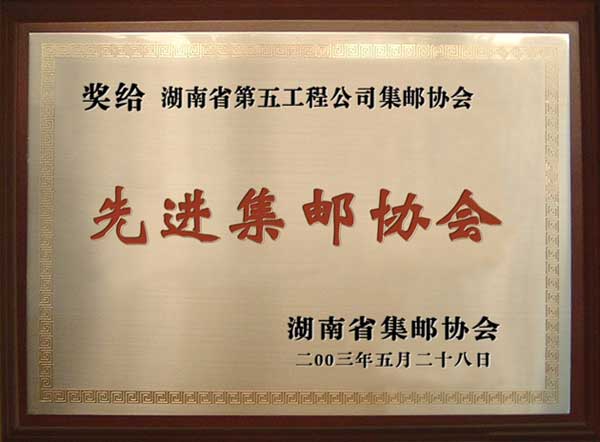 奖给 湖南省第五工程公司集邮协会
先进集邮协会
湖南省集邮协会
二00三年五月二十八日